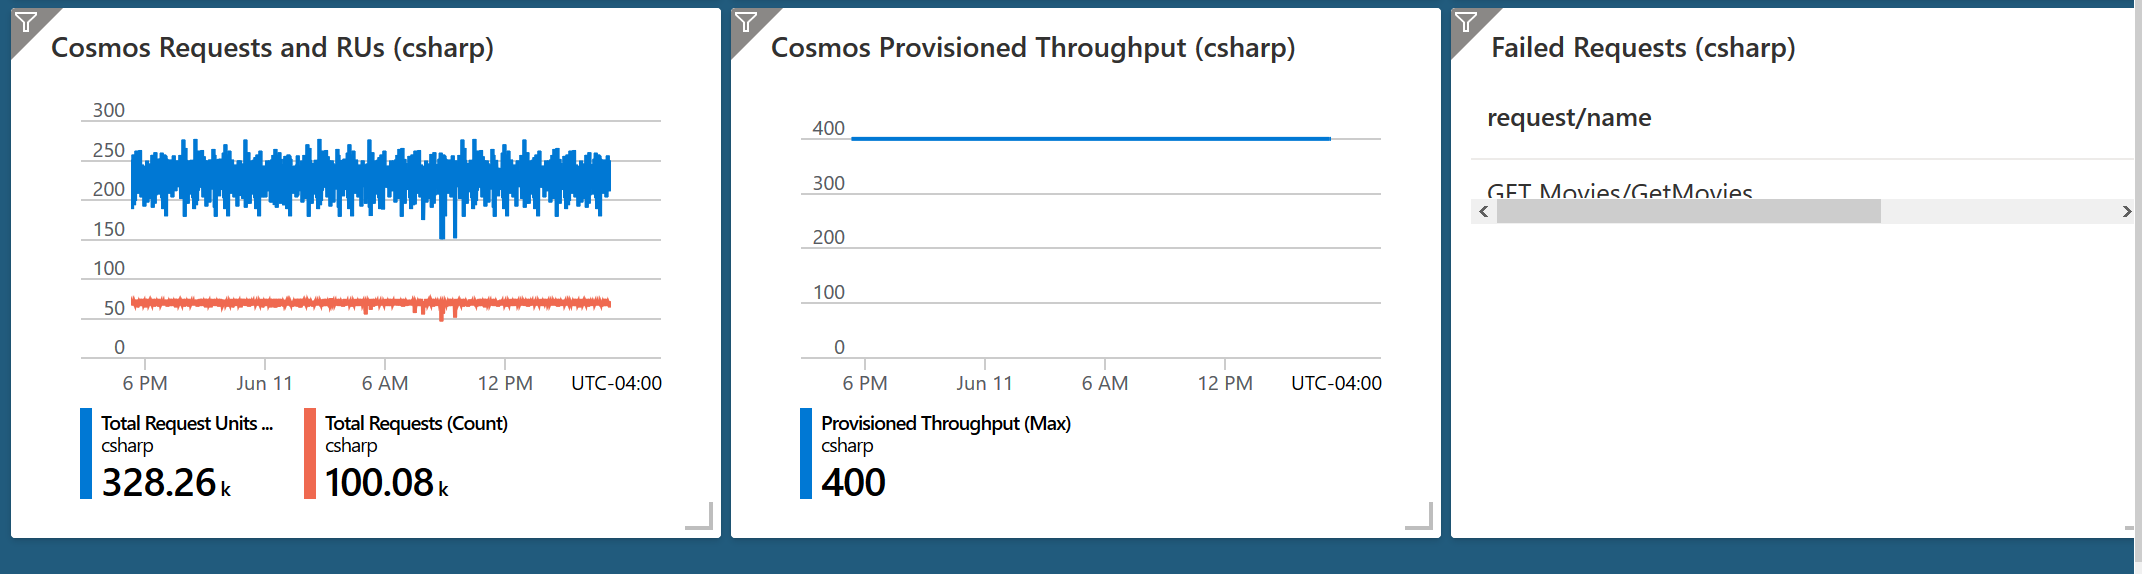 Cosmos Requests and RUs (csharp)
300
250
200
150
100
50
0
6 PM
Jun 11
6 AM
12 PM
UTC-04:00
Total Request Units ...
csharp
328.26 k
Total Requests (Count)
csharp
100.08 k
Cosmos Provisioned Throughput (csharp)
400
300
200
100
0
6 PM
Jun 11
6 AM
12 PM
UTC-04:00
Provisioned Throughput (Max)
csharp
400
Failed Requests (csharp)
request/name
GET Movies/GetMovies